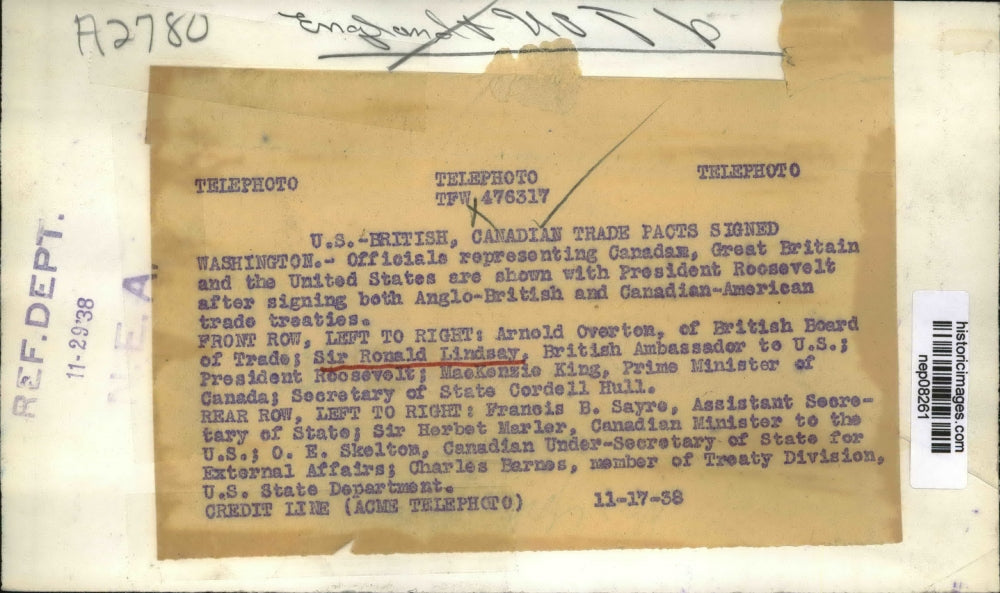 A2780
England
TELEPHOTO TELEPHOTO TELEPHOTO
TFW 476317
U.S.-BRITISH, CANADIAN TRADE PACTS SIGNED
WASHINGTON.- Officials representing Canadam, Great Britain
and the United States are shown with President Roosevelt
after signing both Anglo-British and Canadian-American
trade treaties.
FRONT ROW, LEFT TO RIGHT: Arnold Overton, of British Board
of Trade; Sir Ronald Lindsay, British Ambassador to U.S.;
President Roosevelt; MacKenzie King, Prime Minister of
Canada; Secretary of State Cordell Hull.
REAR ROW, LEFT TO RIGHT: Francis B. Sayre, Assistant Secre-
tary of State; Sir Herbet Marler, Canadian Minister to the
U.S.; O. E. Skelton, Canadian Under-Secretary of State for
External Affairs; Charles Barnes, member of Treaty Division,
U.S. State Department.
CREDIT LINE (ACME TELEPHOTO) 11-17-38
REF. DEPT.
11-29'38
N.E.A.
historicimages.com
nep08261